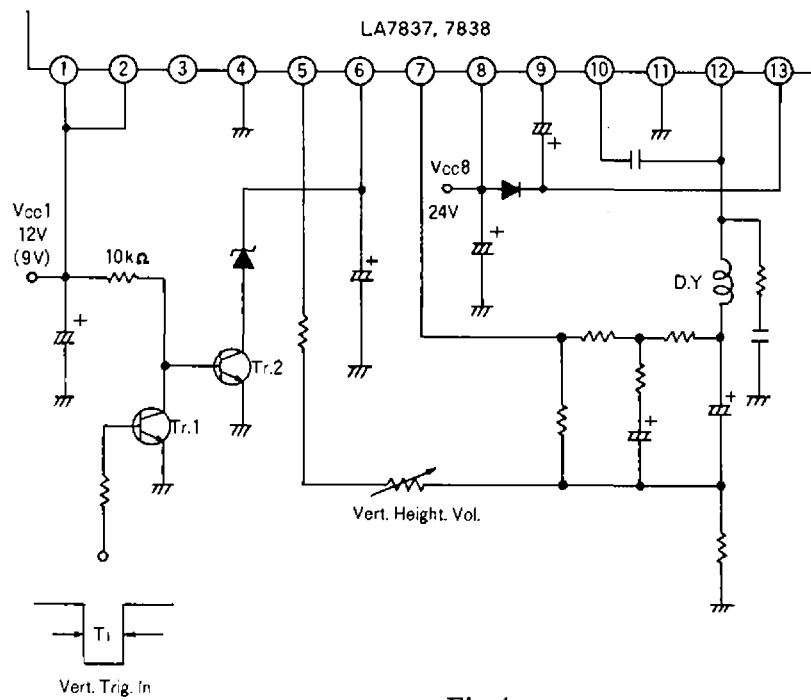 LA7837, 7838
1 2 3 4 5 6 7 8 9 10 11 12 13
Vcc1
12V
(9V)
10kΩ
Vcc8
24V
D.Y
Tr.2
Tr.1
Vert. Height. Vol.
Ti
Vert. Trig. In